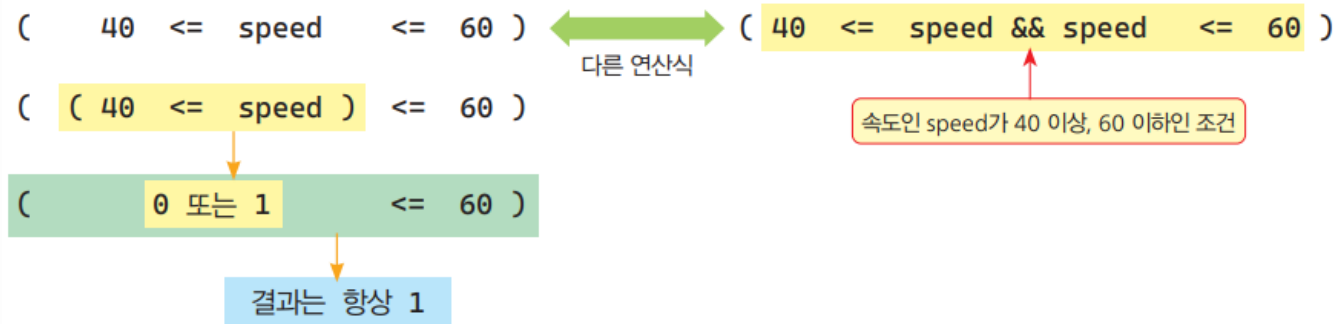 ( 40 <= speed <= 60 )
다른 연산식
( 40 <= speed && speed <= 60 )
속도인 speed가 40 이상, 60 이하인 조건
( ( 40 <= speed ) <= 60 )
( 0 또는 1 <= 60 )
결과는 항상 1